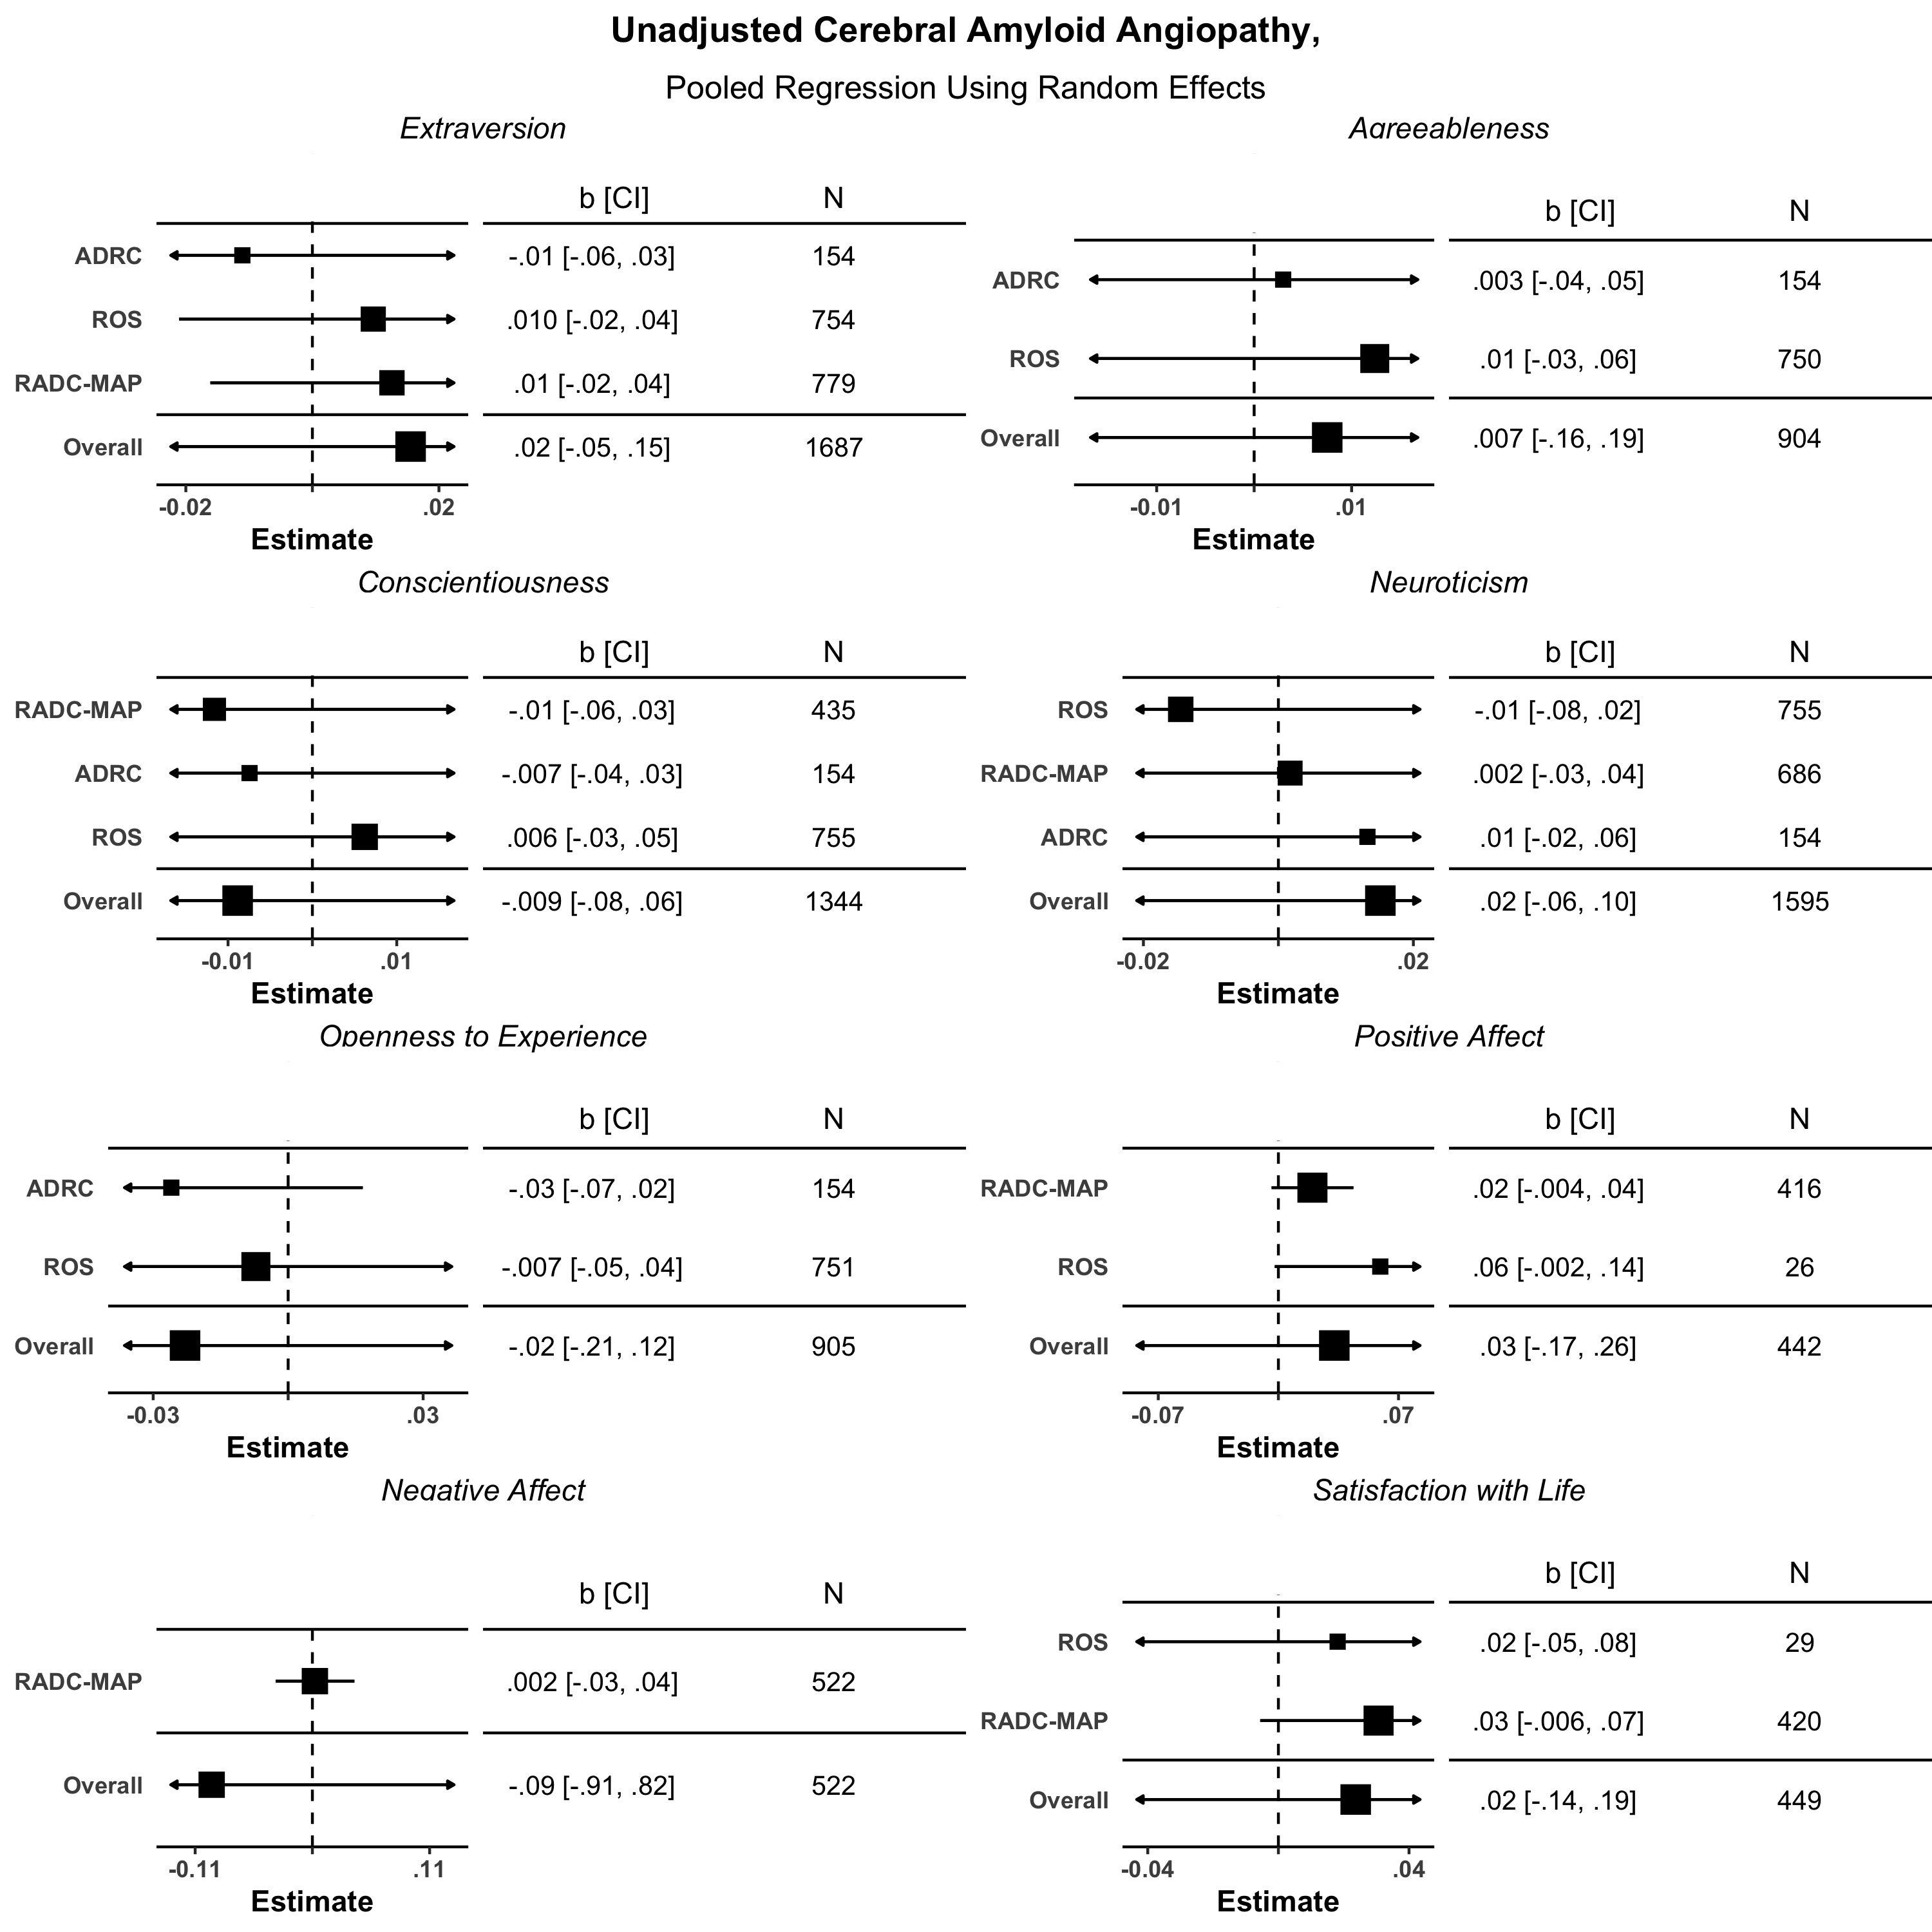 Unadjusted Cerebral Amyloid Angiopathy,
Pooled Regression Using Random Effects
Extraversion
b [CI] N
ADRC -.01 [-.06, .03] 154
ROS .010 [-.02, .04] 754
RADC-MAP .01 [-.02, .04] 779
Overall .02 [-.05, .15] 1687
-0.02 .02
Estimate
Agreeableness
b [CI] N
ADRC .003 [-.04, .05] 154
ROS .01 [-.03, .06] 750
Overall .007 [-.16, .19] 904
-0.01 .01
Estimate
Conscientiousness
b [CI] N
RADC-MAP -.01 [-.06, .03] 435
ADRC -.007 [-.04, .03] 154
ROS .006 [-.03, .05] 755
Overall -.009 [-.08, .06] 1344
-0.01 .01
Estimate
Neuroticism
b [CI] N
ROS -.01 [-.08, .02] 755
RADC-MAP .002 [-.03, .04] 686
ADRC .01 [-.02, .06] 154
Overall .02 [-.06, .10] 1595
-0.02 .02
Estimate
Openness to Experience
b [CI] N
ADRC -.03 [-.07, .02] 154
ROS -.007 [-.05, .04] 751
Overall -.02 [-.21, .12] 905
-0.03 .03
Estimate
Positive Affect
b [CI] N
RADC-MAP .02 [-.004, .04] 416
ROS .06 [-.002, .14] 26
Overall .03 [-.17, .26] 442
-0.07 .07
Estimate
Negative Affect
b [CI] N
RADC-MAP .002 [-.03, .04] 522
Overall -.09 [-.91, .82] 522
-0.11 .11
Estimate
Satisfaction with Life
b [CI] N
ROS .02 [-.05, .08] 29
RADC-MAP .03 [-.006, .07] 420
Overall .02 [-.14, .19] 449
-0.04 .04
Estimate